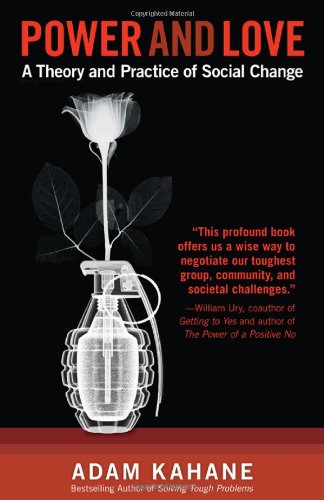 POWER AND LOVE
A Theory and Practice of Social Change
“This profound book
offers us a wise way to
negotiate our toughest
group, community, and
societal challenges.”
—William Ury, coauthor of
Getting to Yes and author of
The Power of a Positive No
ADAM KAHANE
Bestselling Author of Solving Tough Problems